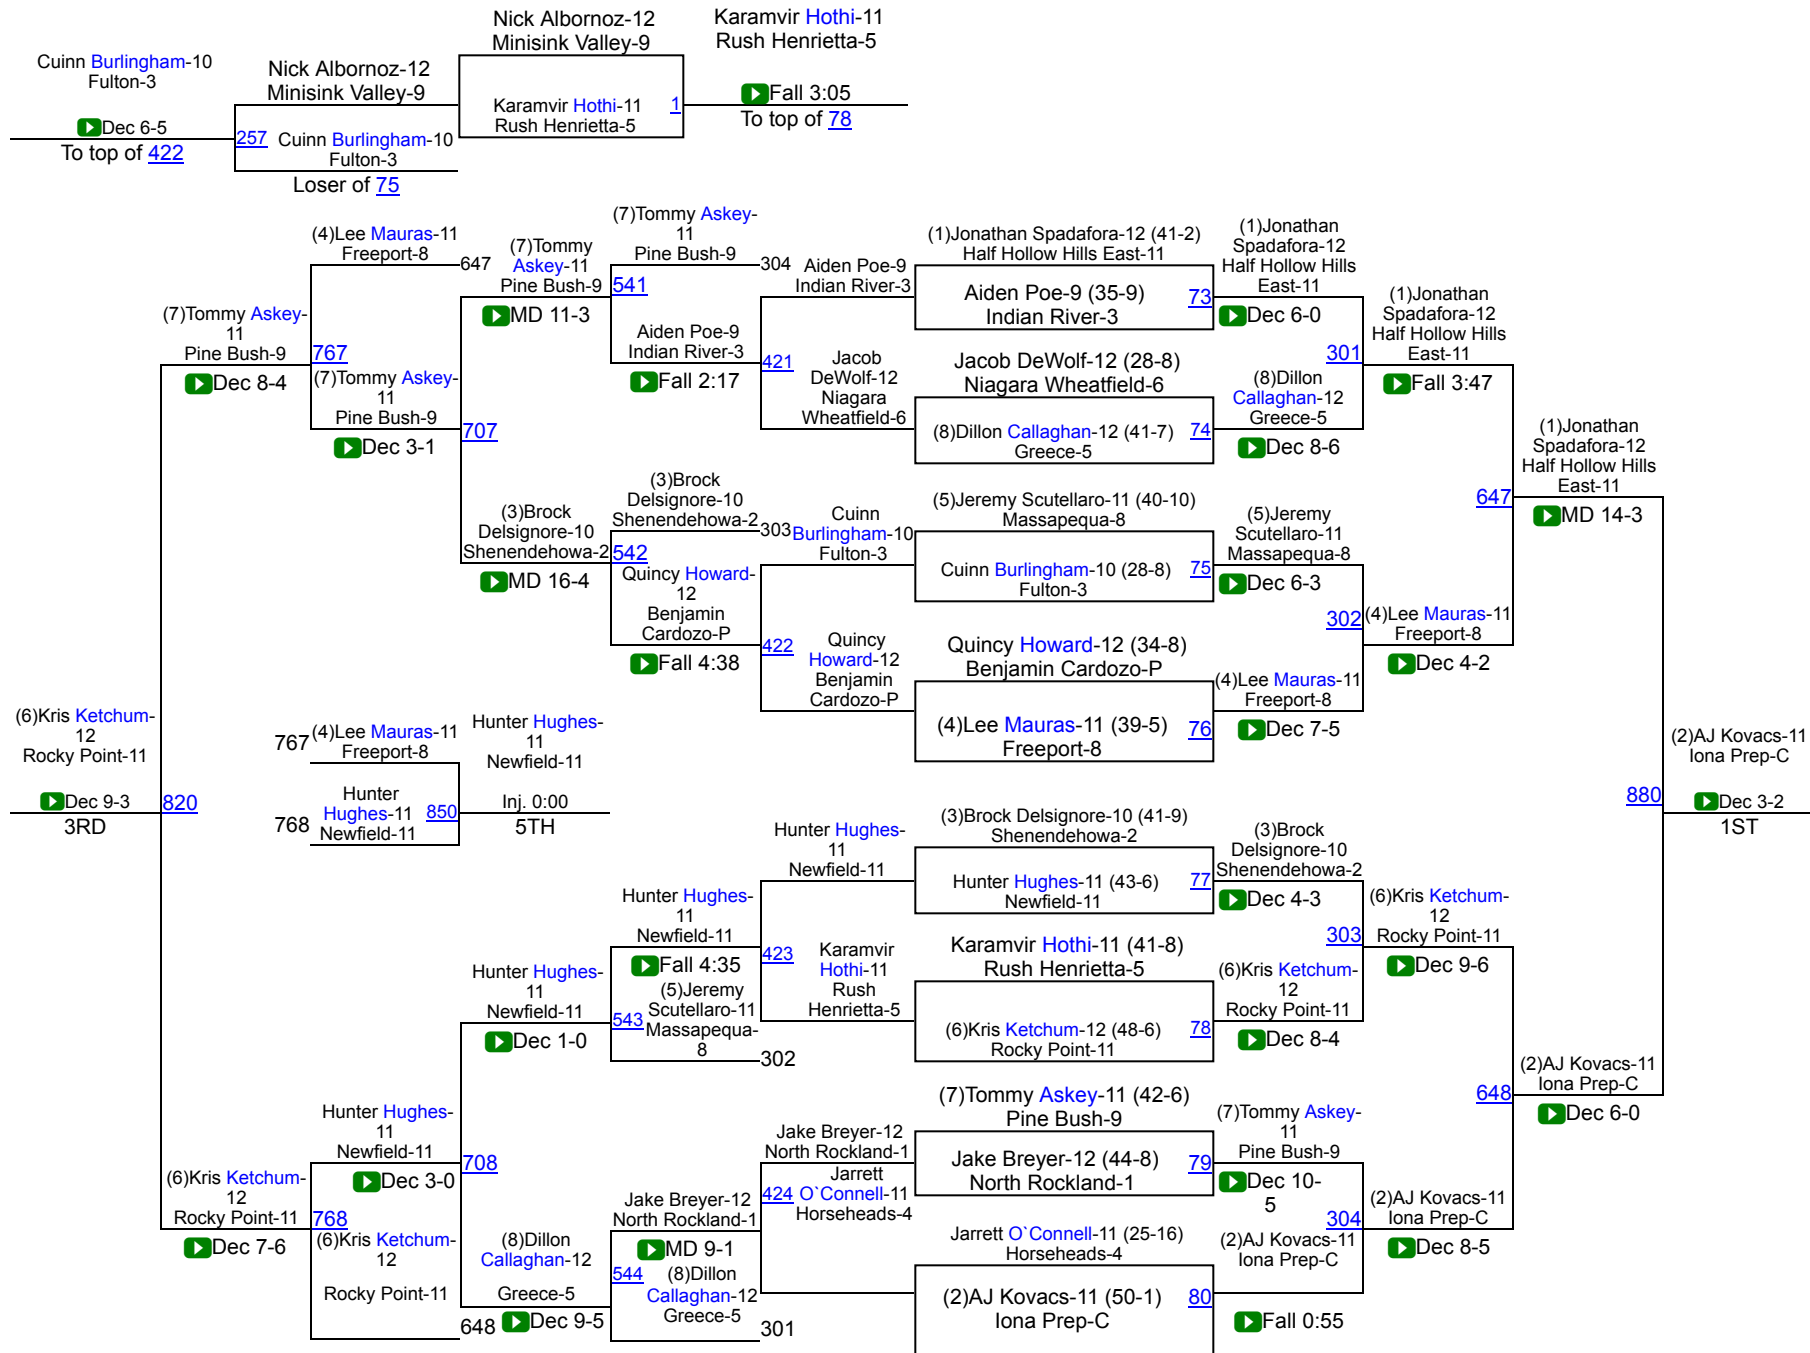 Cuinn Burlingham-10
Fulton-3
Dec 6-5
To top of 422
Nick Albornoz-12
Minisink Valley-9
257
Cuinn Burlingham-10
Fulton-3
Loser of 75
Nick Albornoz-12
Minisink Valley-9
Karamvir Hothi-11
Rush Henrietta-5
1
Karamvir Hothi-11
Rush Henrietta-5
Fall 3:05
To top of 78
(6)Kris Ketchum-
12
Rocky Point-11
Dec 9-3
3RD
820
(7)Tommy Askey-
11
Pine Bush-9
Dec 8-4
(4)Lee Mauras-11
Freeport-8
647
767
(7)Tommy Askey-
11
Pine Bush-9
Dec 3-1
(7)Tommy
Askey-11
Pine Bush-9
MD 11-3
707
(3)Brock
Delsignore-10
Shenendehowa-2
MD 16-4
(7)Tommy Askey-
11
Pine Bush-9
304
541
Aiden Poe-9
Indian River-3
Fall 2:17
(3)Brock
Delsignore-10
Shenendehowa-2
303
542
Quincy Howard-
12
Benjamin
Cardozo-P
Fall 4:38
Aiden Poe-9
Indian River-3
421
Jacob
DeWolf-12
Niagara
Wheatfield-6
Cuinn
Burlingham-10
Fulton-3
422
Quincy
Howard-12
Benjamin
Cardozo-P
(1)Jonathan Spadafora-12 (41-2)
Half Hollow Hills East-11
Aiden Poe-9 (35-9)
Indian River-3
73
Jacob DeWolf-12 (28-8)
Niagara Wheatfield-6
(8)Dillon Callaghan-12 (41-7)
Greece-5
74
(5)Jeremy Scutellaro-11 (40-10)
Massapequa-8
Cuinn Burlingham-10 (28-8)
Fulton-3
75
Quincy Howard-12 (34-8)
Benjamin Cardozo-P
(4)Lee Mauras-11 (39-5)
Freeport-8
76
(1)Jonathan
Spadafora-12
Half Hollow Hills
East-11
Dec 6-0
301
(8)Dillon
Callaghan-12
Greece-5
Dec 8-6
(5)Jeremy
Scutellaro-11
Massapequa-8
Dec 6-3
302
(4)Lee Mauras-11
Freeport-8
Dec 7-5
(1)Jonathan
Spadafora-12
Half Hollow Hills
East-11
Fall 3:47
647
(4)Lee Mauras-11
Freeport-8
Dec 4-2
(1)Jonathan
Spadafora-12
Half Hollow Hills
East-11
MD 14-3
880
(2)AJ Kovacs-11
Iona Prep-C
Dec 3-2
1ST
767
(4)Lee Mauras-11
Freeport-8
768
Hunter
Hughes-11
Newfield-11
850
Hunter Hughes-
11
Newfield-11
Inj. 0:00
5TH
(6)Kris Ketchum-
12
Rocky Point-11
Dec 7-6
Hunter Hughes-
11
Newfield-11
Dec 3-0
768
(6)Kris Ketchum-
12
Rocky Point-11
648
Hunter Hughes-
11
Newfield-11
Dec 1-0
708
(8)Dillon
Callaghan-12
Greece-5
Dec 9-5
Hunter Hughes-
11
Newfield-11
Fall 4:35
543
(5)Jeremy
Scutellaro-11
Massapequa-
8
302
Jake Breyer-12
North Rockland-1
MD 9-1
544
(8)Dillon
Callaghan-12
Greece-5
301
Hunter Hughes-
11
Newfield-11
423
Karamvir
Hothi-11
Rush
Henrietta-5
Jake Breyer-12
North Rockland-1
424
Jarrett
O`Connell-11
Horseheads-4
(3)Brock Delsignore-10 (41-9)
Shenendehowa-2
Hunter Hughes-11 (43-6)
Newfield-11
77
Karamvir Hothi-11 (41-8)
Rush Henrietta-5
(6)Kris Ketchum-12 (48-6)
Rocky Point-11
78
(7)Tommy Askey-11 (42-6)
Pine Bush-9
Jake Breyer-12 (44-8)
North Rockland-1
79
Jarrett O`Connell-11 (25-16)
Horseheads-4
(2)AJ Kovacs-11 (50-1)
Iona Prep-C
80
(3)Brock
Delsignore-10
Shenendehowa-2
Dec 4-3
303
(6)Kris Ketchum-
12
Rocky Point-11
Dec 8-4
(7)Tommy Askey-
11
Pine Bush-9
Dec 10-
5
304
(2)AJ Kovacs-11
Iona Prep-C
Fall 0:55
(6)Kris Ketchum-
12
Rocky Point-11
Dec 9-6
648
(2)AJ Kovacs-11
Iona Prep-C
Dec 8-5
(2)AJ Kovacs-11
Iona Prep-C
Dec 6-0